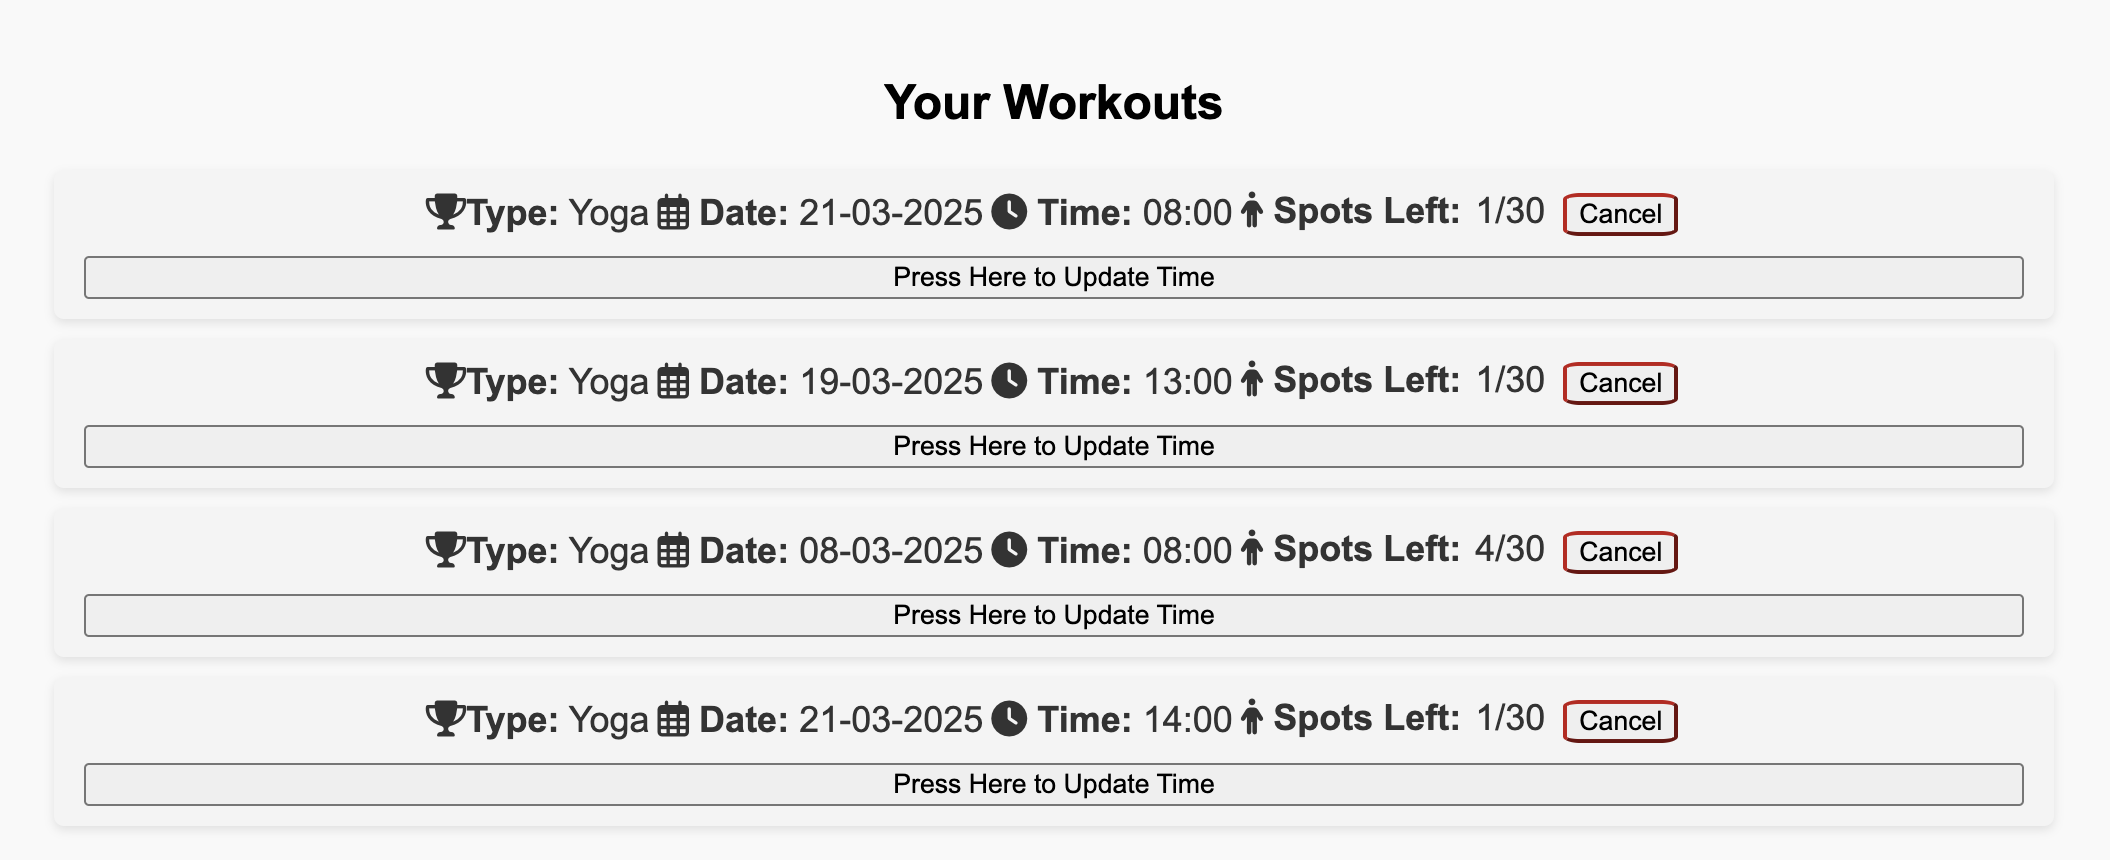 Your Workouts
Type: Yoga Date: 21-03-2025 Time: 08:00 Spots Left: 1/30 Cancel
Press Here to Update Time
Type: Yoga Date: 19-03-2025 Time: 13:00 Spots Left: 1/30 Cancel
Press Here to Update Time
Type: Yoga Date: 08-03-2025 Time: 08:00 Spots Left: 4/30 Cancel
Press Here to Update Time
Type: Yoga Date: 21-03-2025 Time: 14:00 Spots Left: 1/30 Cancel
Press Here to Update Time